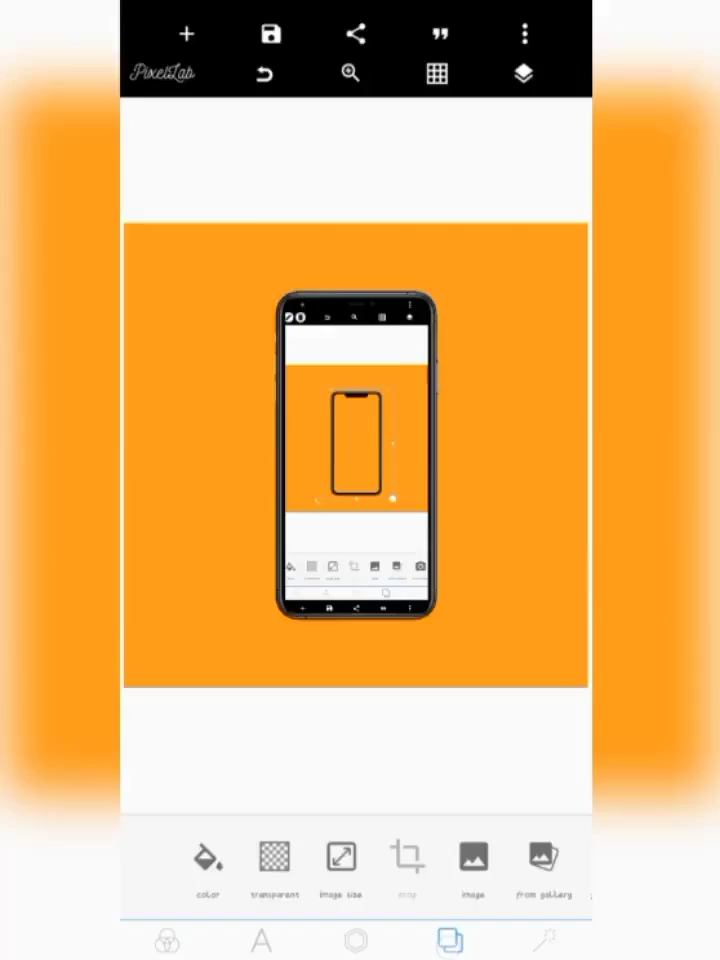 PixelLab
color
transparent
image size
crop
image
from gallery